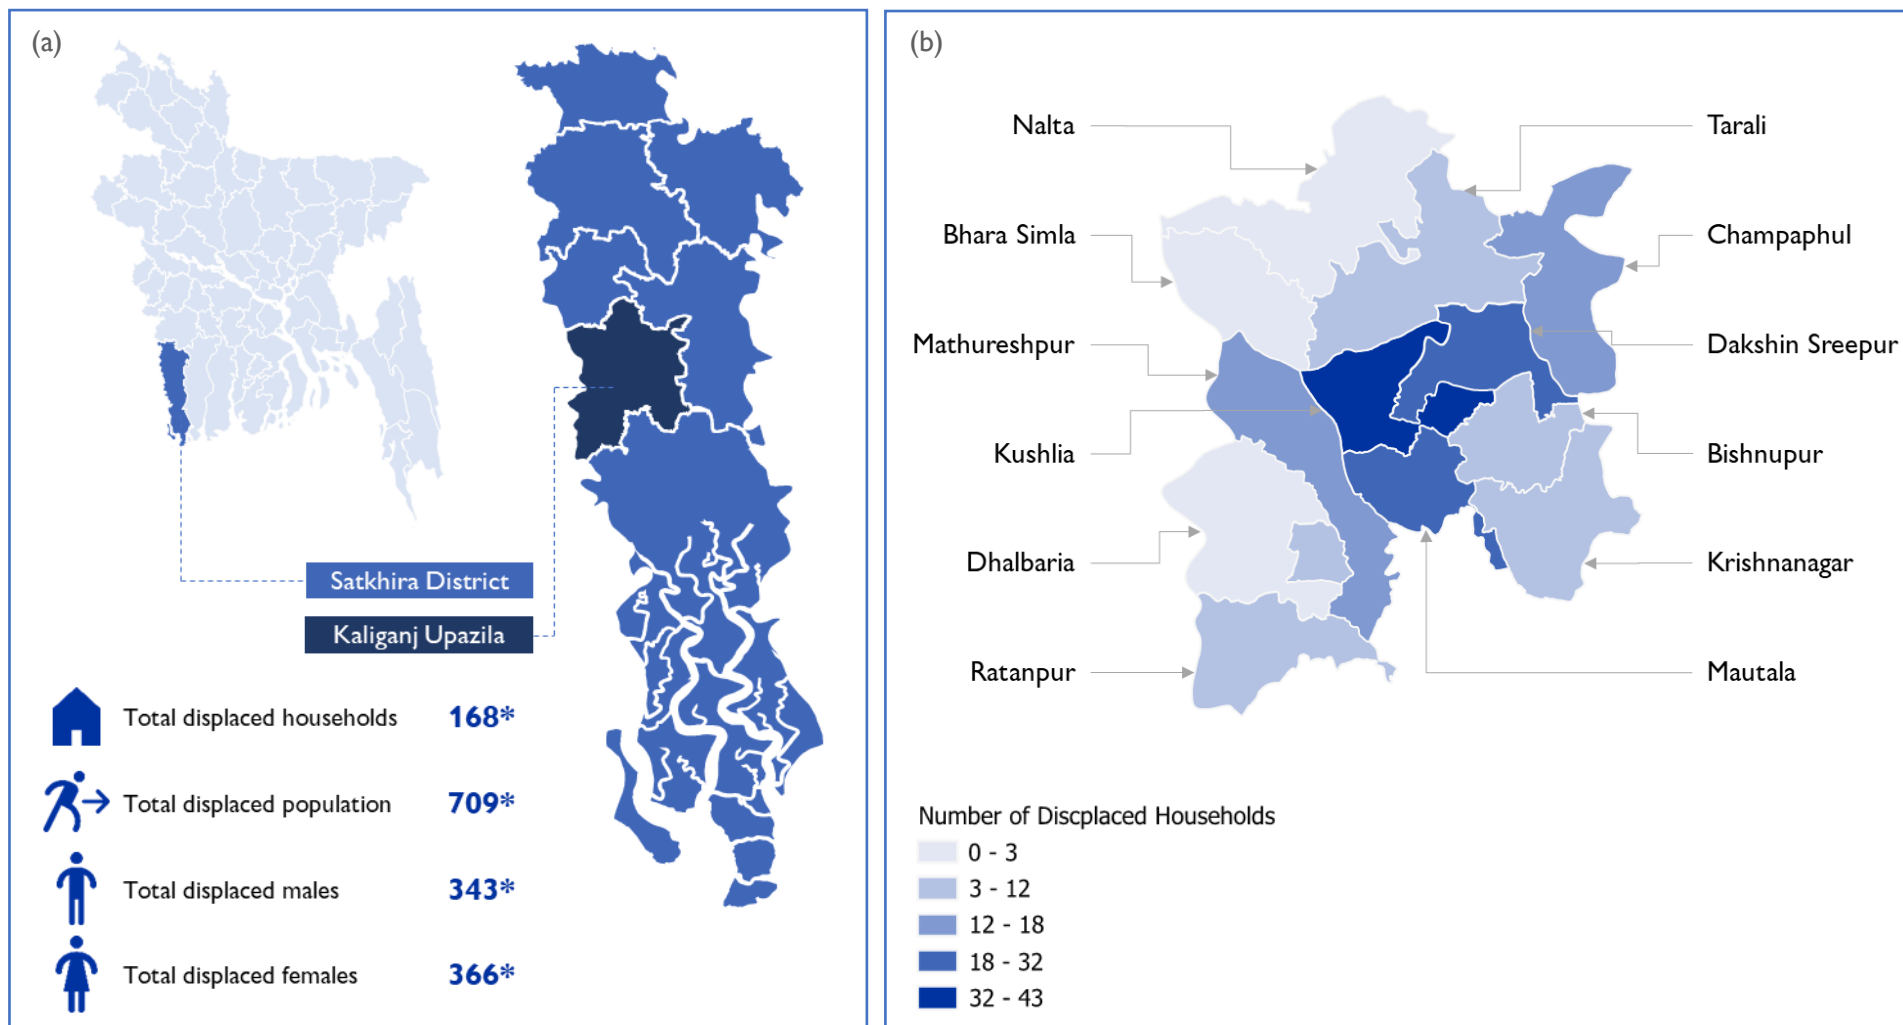 (a)
Satkhira District
Kaliganj Upazila
Total displaced households 168*
Total displaced population 709*
Total displaced males 343*
Total displaced females 366*
(b)
Nalta
Tarali
Bhara Simla
Champaphul
Mathureshpur
Dakshin Sreepur
Kushlia
Bishnupur
Dhalbaria
Krishnanagar
Ratanpur
Mautala
Number of Discplaced Households
0 - 3
3 - 12
12 - 18
18 - 32
32 - 43